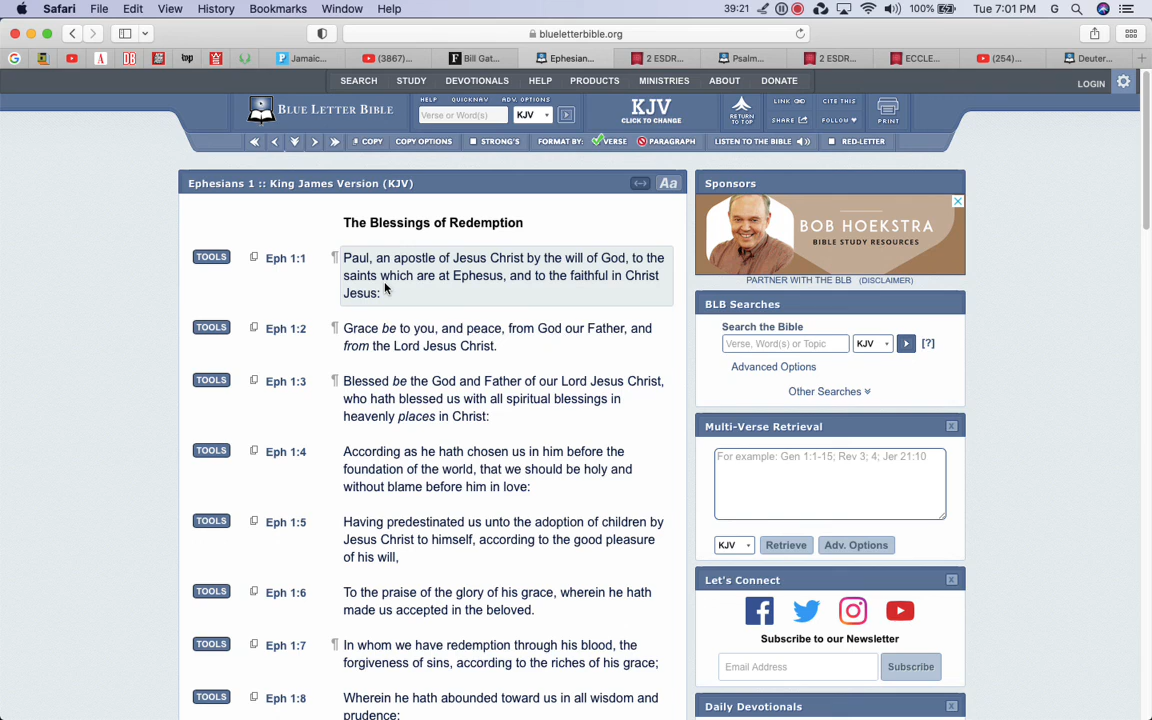 Safari File Edit View History Bookmarks Window Help 39:21 100% Tue 7:01 PM G
blueletterbible.org
Jamaic... (3867)... Bill Gat... Ephesian... 2 ESDR... Psalm... 2 ESDR... ECCLE... (254)... Deuter...
SEARCH STUDY DEVOTIONALS HELP PRODUCTS MINISTRIES ABOUT DONATE LOGIN
BLUE LETTER BIBLE
HELP QUICKNAV ADV. OPTIONS
Verse or Word(s) KJV
KJV
CLICK TO CHANGE
RETURN
TO TOP
LINK CITE THIS
SHARE FOLLOW
PRINT
COPY COPY OPTIONS STRONG'S FORMAT BY: VERSE PARAGRAPH LISTEN TO THE BIBLE RED-LETTER
Ephesians 1 :: King James Version (KJV) Aa
The Blessings of Redemption
TOOLS Eph 1:1 ¶ Paul, an apostle of Jesus Christ by the will of God, to the
saints which are at Ephesus, and to the faithful in Christ
Jesus:
TOOLS Eph 1:2 ¶ Grace be to you, and peace, from God our Father, and
from the Lord Jesus Christ.
TOOLS Eph 1:3 ¶ Blessed be the God and Father of our Lord Jesus Christ,
who hath blessed us with all spiritual blessings in
heavenly places in Christ:
TOOLS Eph 1:4 According as he hath chosen us in him before the
foundation of the world, that we should be holy and
without blame before him in love:
TOOLS Eph 1:5 Having predestinated us unto the adoption of children by
Jesus Christ to himself, according to the good pleasure
of his will,
TOOLS Eph 1:6 To the praise of the glory of his grace, wherein he hath
made us accepted in the beloved.
TOOLS Eph 1:7 ¶ In whom we have redemption through his blood, the
forgiveness of sins, according to the riches of his grace;
TOOLS Eph 1:8 Wherein he hath abounded toward us in all wisdom and
prudence;
Sponsors
BOB HOEKSTRA
BIBLE STUDY RESOURCES
PARTNER WITH THE BLB (DISCLAIMER)
BLB Searches
Search the Bible
Verse, Word(s) or Topic KJV [?]
Advanced Options
Other Searches
Multi-Verse Retrieval
For example: Gen 1:1-15; Rev 3; 4; Jer 21:10
KJV Retrieve Adv. Options
Let's Connect
Subscribe to our Newsletter
Email Address Subscribe
Daily Devotionals